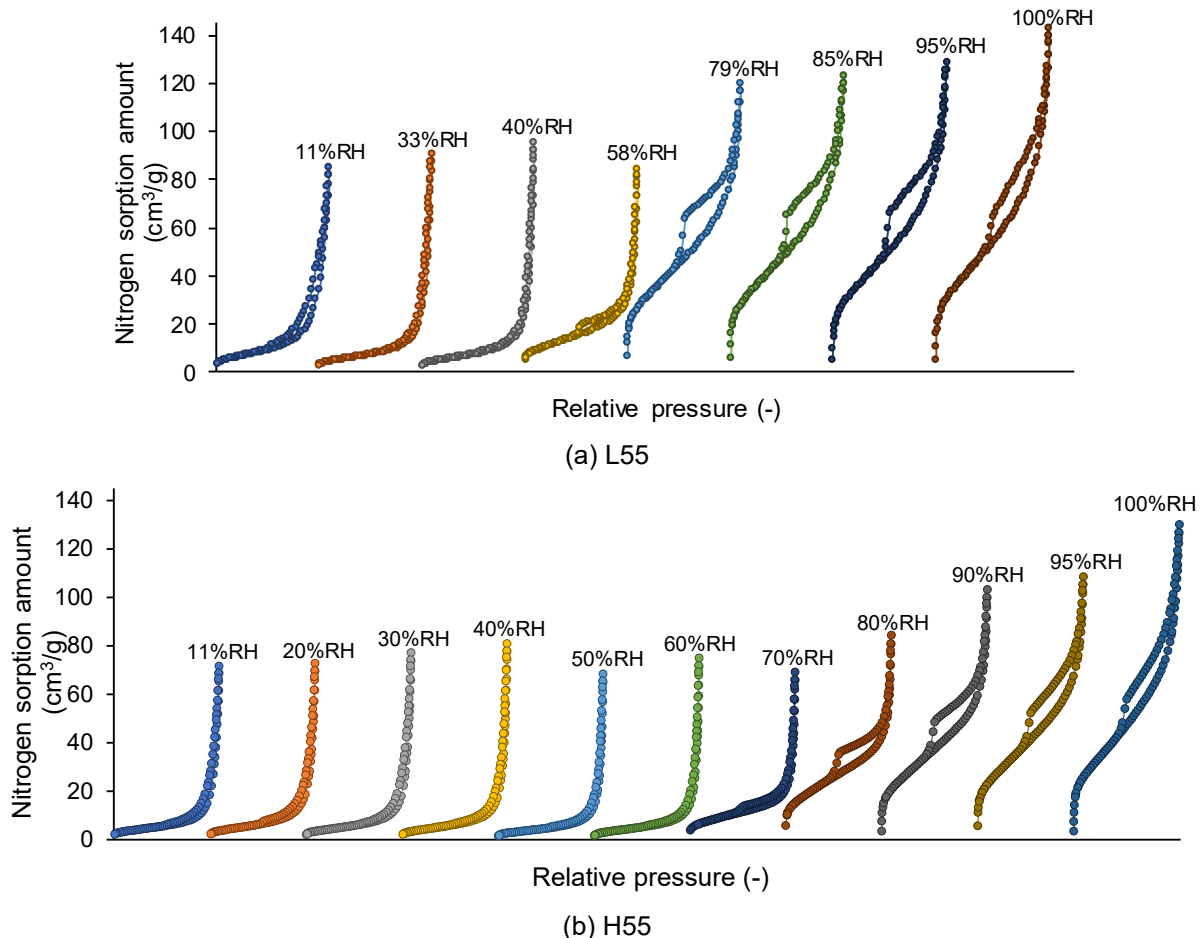 140
120
100
80
60
40
20
0
Nitrogen sorption amount
(cm³/g)
11%RH
33%RH
40%RH
58%RH
79%RH
85%RH
95%RH
100%RH
Relative pressure (-)
(a) L55
140
120
100
80
60
40
20
0
Nitrogen sorption amount
(cm³/g)
11%RH
20%RH
30%RH
40%RH
50%RH
60%RH
70%RH
80%RH
90%RH
95%RH
100%RH
Relative pressure (-)
(b) H55